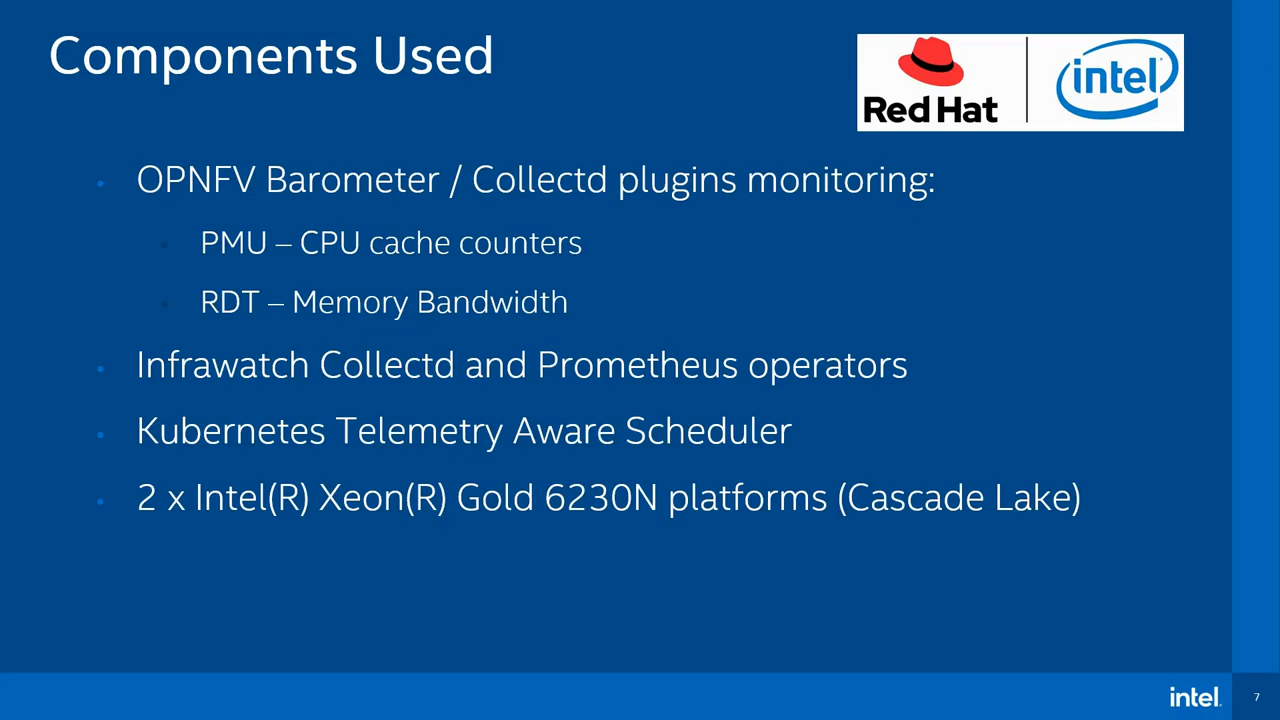 Components Used
Red Hat
intel
OPNFV Barometer / Collectd plugins monitoring:
PMU – CPU cache counters
RDT – Memory Bandwidth
Infrawatch Collectd and Prometheus operators
Kubernetes Telemetry Aware Scheduler
2 x Intel(R) Xeon(R) Gold 6230N platforms (Cascade Lake)
intel.
7